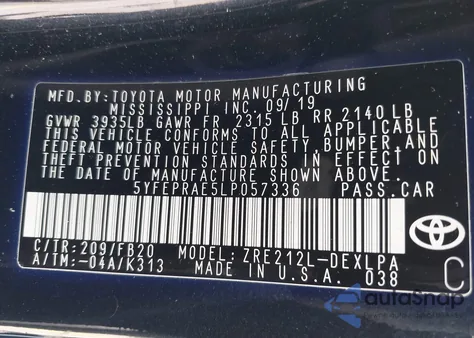 MFD.BY:TOYOTA MOTOR MANUFACTURING
MISSISSIPPI INC. 09/19
GVWR 3935LB GAWR FR 2315 LB RR 2140 LB
THIS VEHICLE CONFORMS TO ALL APPLICABLE
FEDERAL MOTOR VEHICLE SAFETY, BUMPER, AND
THEFT PREVENTION STANDARDS IN EFFECT ON
THE DATE OF MANUFACTURE SHOWN ABOVE.
5YFEPRAE5LP057336 PASS.CAR
C/TR:209/FB20 MODEL:ZRE212L-DEXLPA
A/TM:-04A/K313 MADE IN U.S.A. 038
C
autoSnap